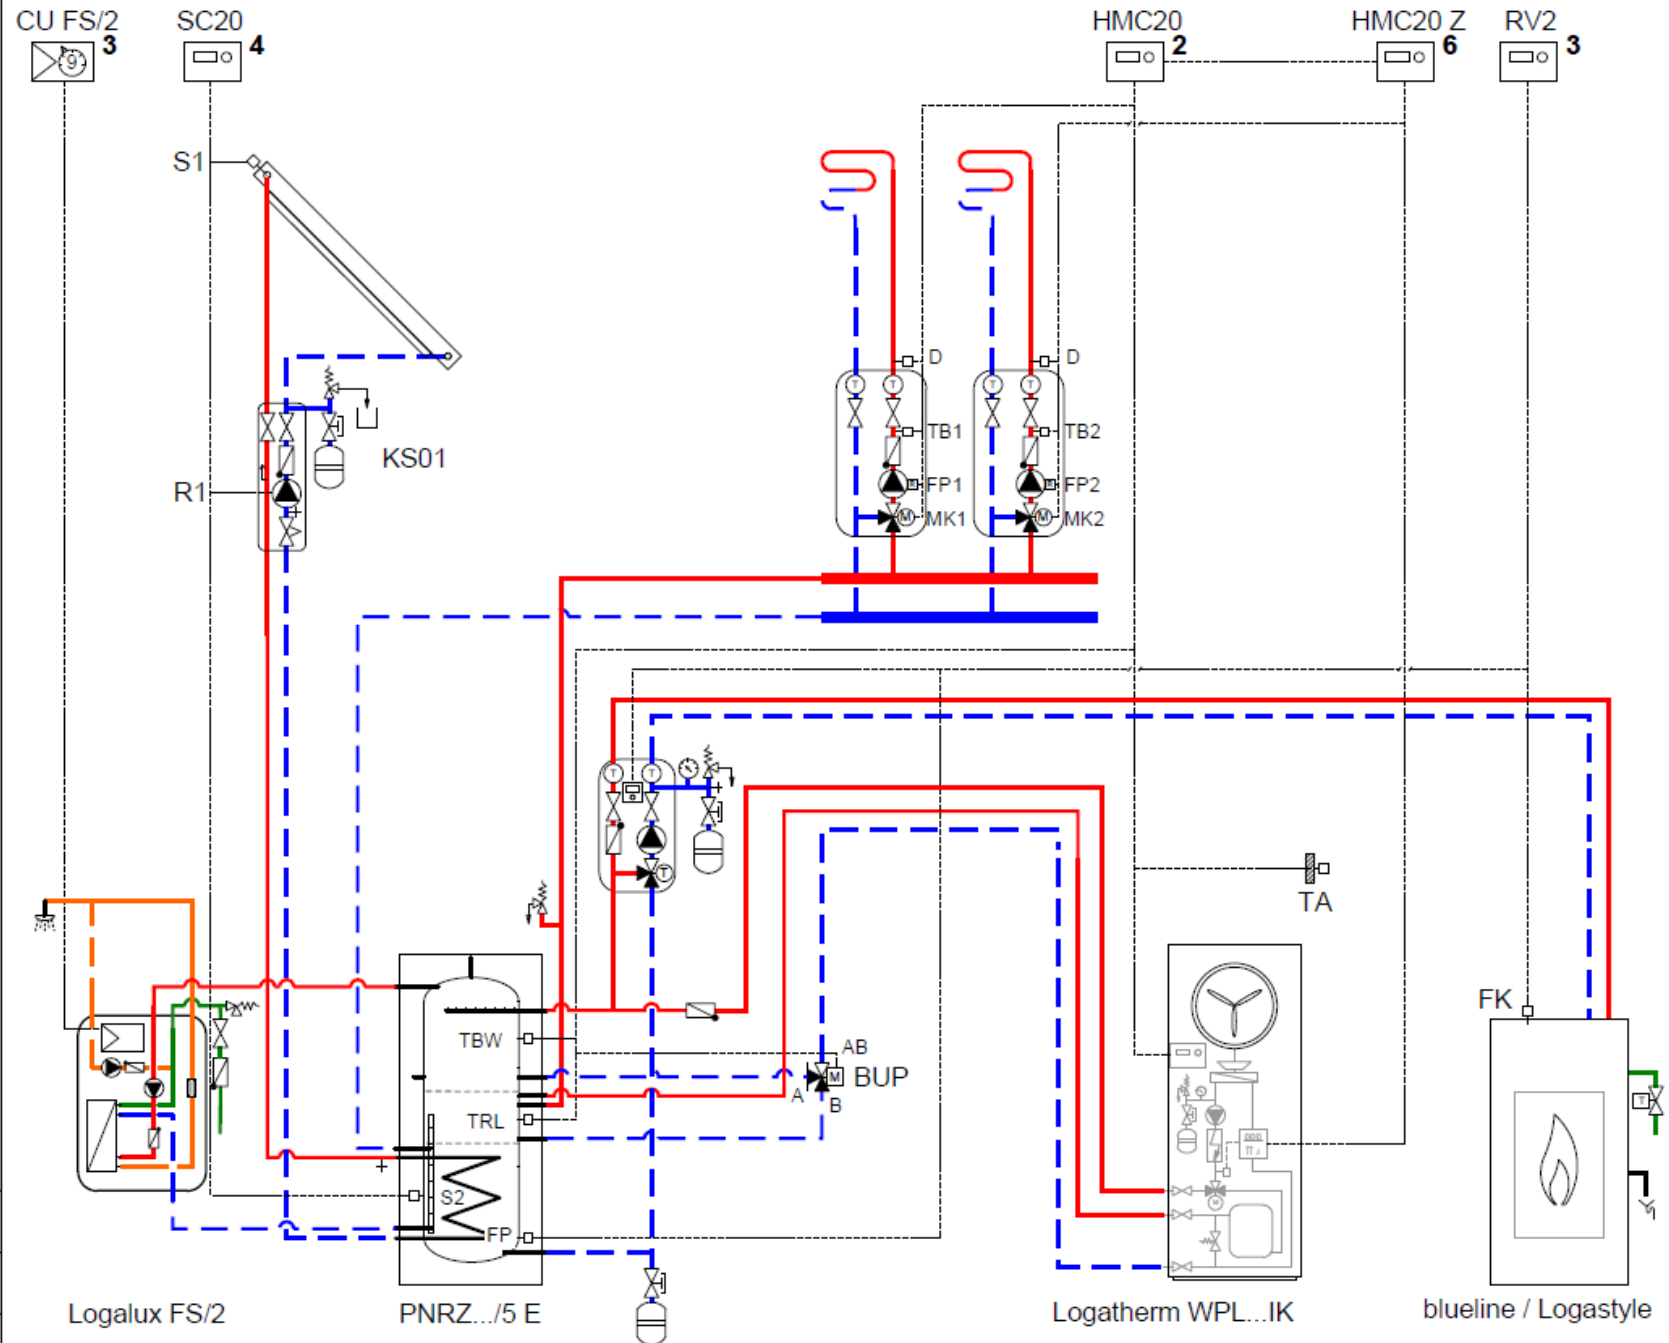 CU FS/2 SC20 HMC20 HMC20 Z RV2
3 4 2 6 3
9
S1
D D
T T T T
TB1 TB2
KS01
R1
FP1 FP2
M MK1 M MK2
T T
T
TA
FK
TBW
AB
M BUP
A
B
TRL
S2
FP
M
T
Logalux FS/2 PNRZ.../5 E Logatherm WPL...IK blueline / Logastyle